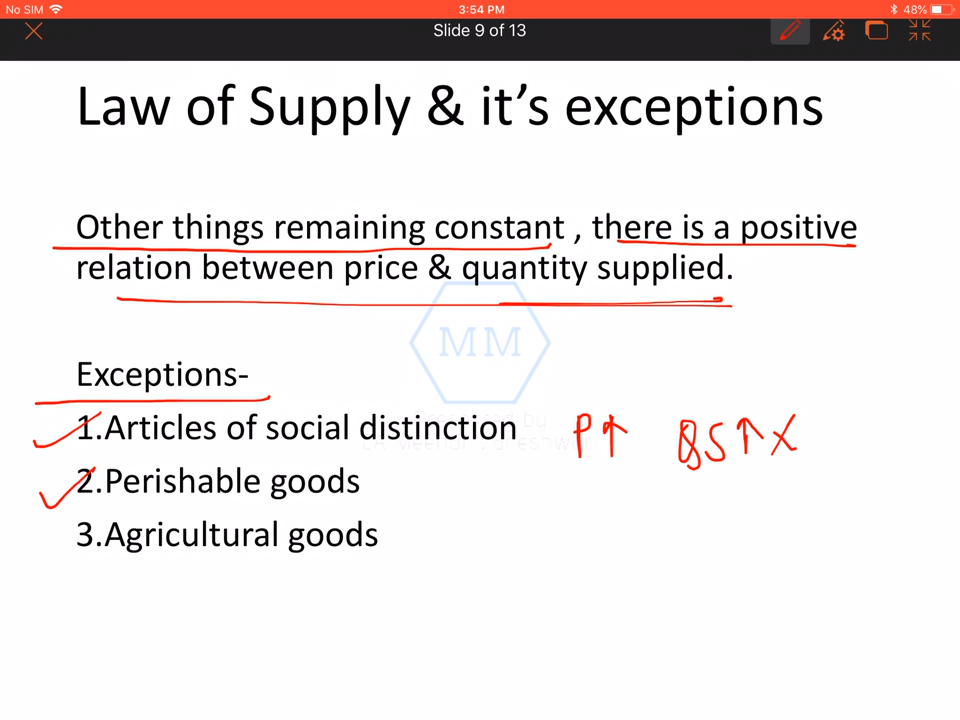 No SIM 3:54 PM 48%
Slide 9 of 13
Law of Supply & it’s exceptions
Other things remaining constant , there is a positive
relation between price & quantity supplied.
MM
Exceptions-
1.Articles of social distinction P↑ QS↑ X
2.Perishable goods
3.Agricultural goods